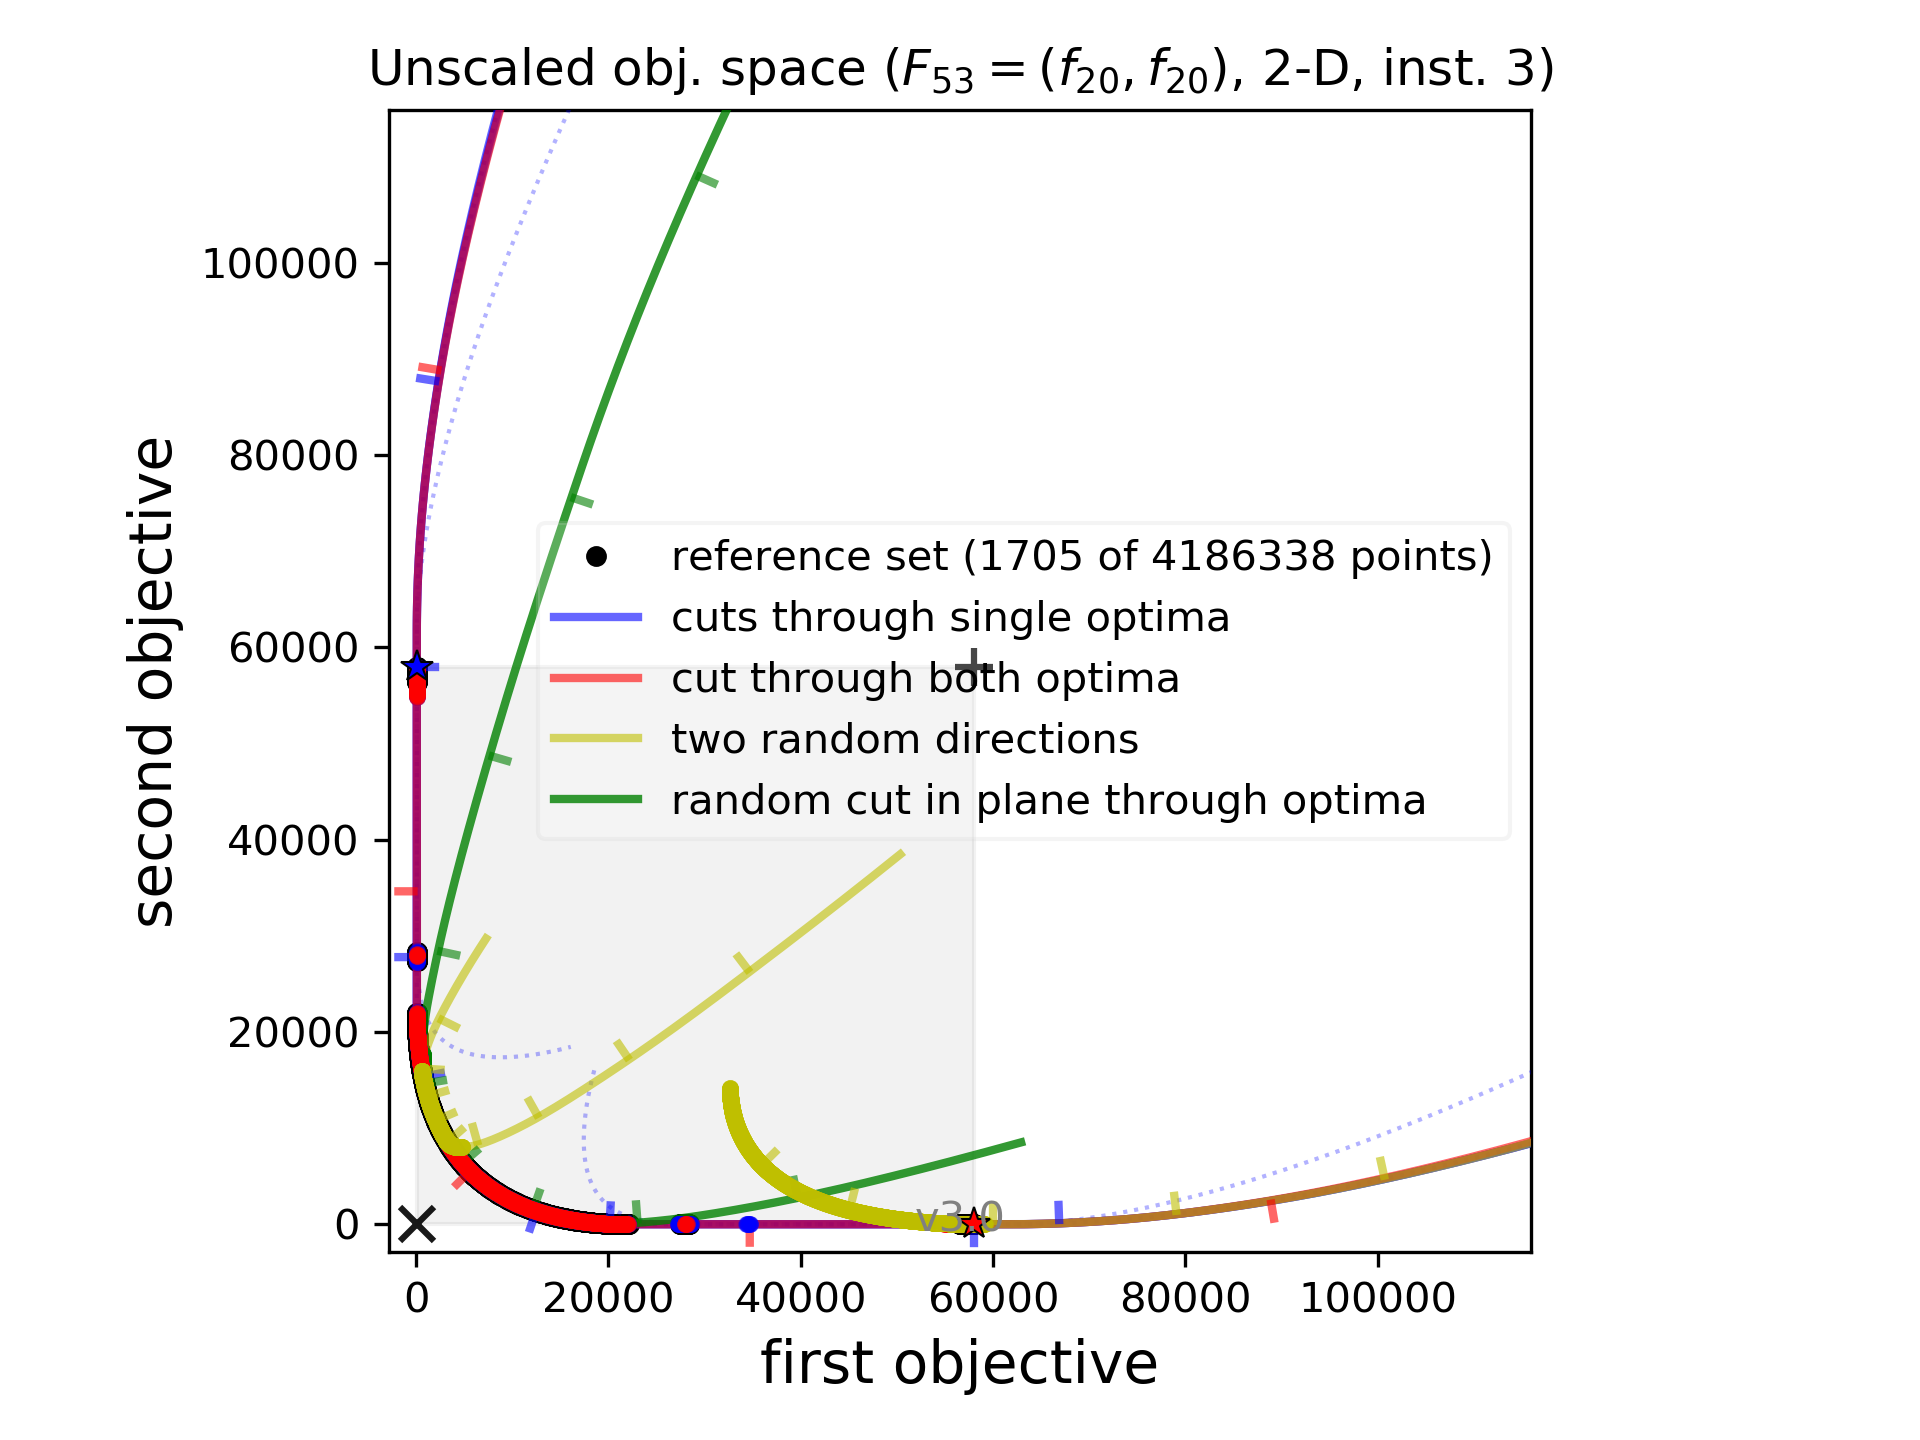 Unscaled obj. space (F53 = (f20, f20), 2-D, inst. 3)
second objective
100000
80000
60000
40000
20000
0
reference set (1705 of 4186338 points)
cuts through single optima
cut through both optima
two random directions
random cut in plane through optima
v3.0
0 20000 40000 60000 80000 100000
first objective